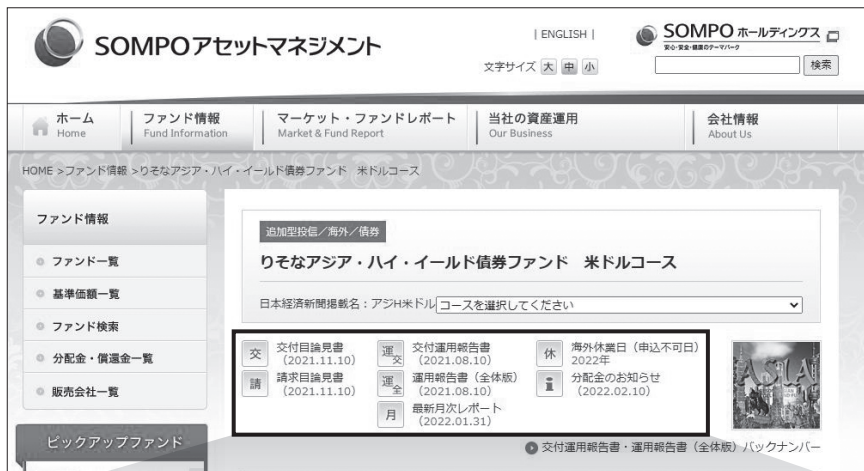 SOMPOアセットマネジメント
| ENGLISH |
SOMPO ホールディングス
安心・安全・健康のテーマパーク
文字サイズ 大 中 小
検索
ホーム
Home
ファンド情報
Fund Information
マーケット・ファンドレポート
Market & Fund Report
当社の資産運用
Our Business
会社情報
About Us
HOME >ファンド情報 >りそなアジア・ハイ・イールド債券ファンド 米ドルコース
ファンド情報
ファンド一覧
基準価額一覧
ファンド検索
分配金・償還金一覧
販売会社一覧
ピックアップファンド
追加型投信／海外／債券
りそなアジア・ハイ・イールド債券ファンド 米ドルコース
日本経済新聞掲載名：アジH米ドル コースを選択してください
交 交付目論見書
（2021.11.10）
請 請求目論見書
（2021.11.10）
運交 交付運用報告書
（2021.08.10）
運全 運用報告書（全体版）
（2021.08.10）
月 最新月次レポート
（2022.01.31）
休 海外休業日（申込不可日）
2022年
i 分配金のお知らせ
（2022.02.10）
ASIA
交付運用報告書・運用報告書（全体版）バックナンバー